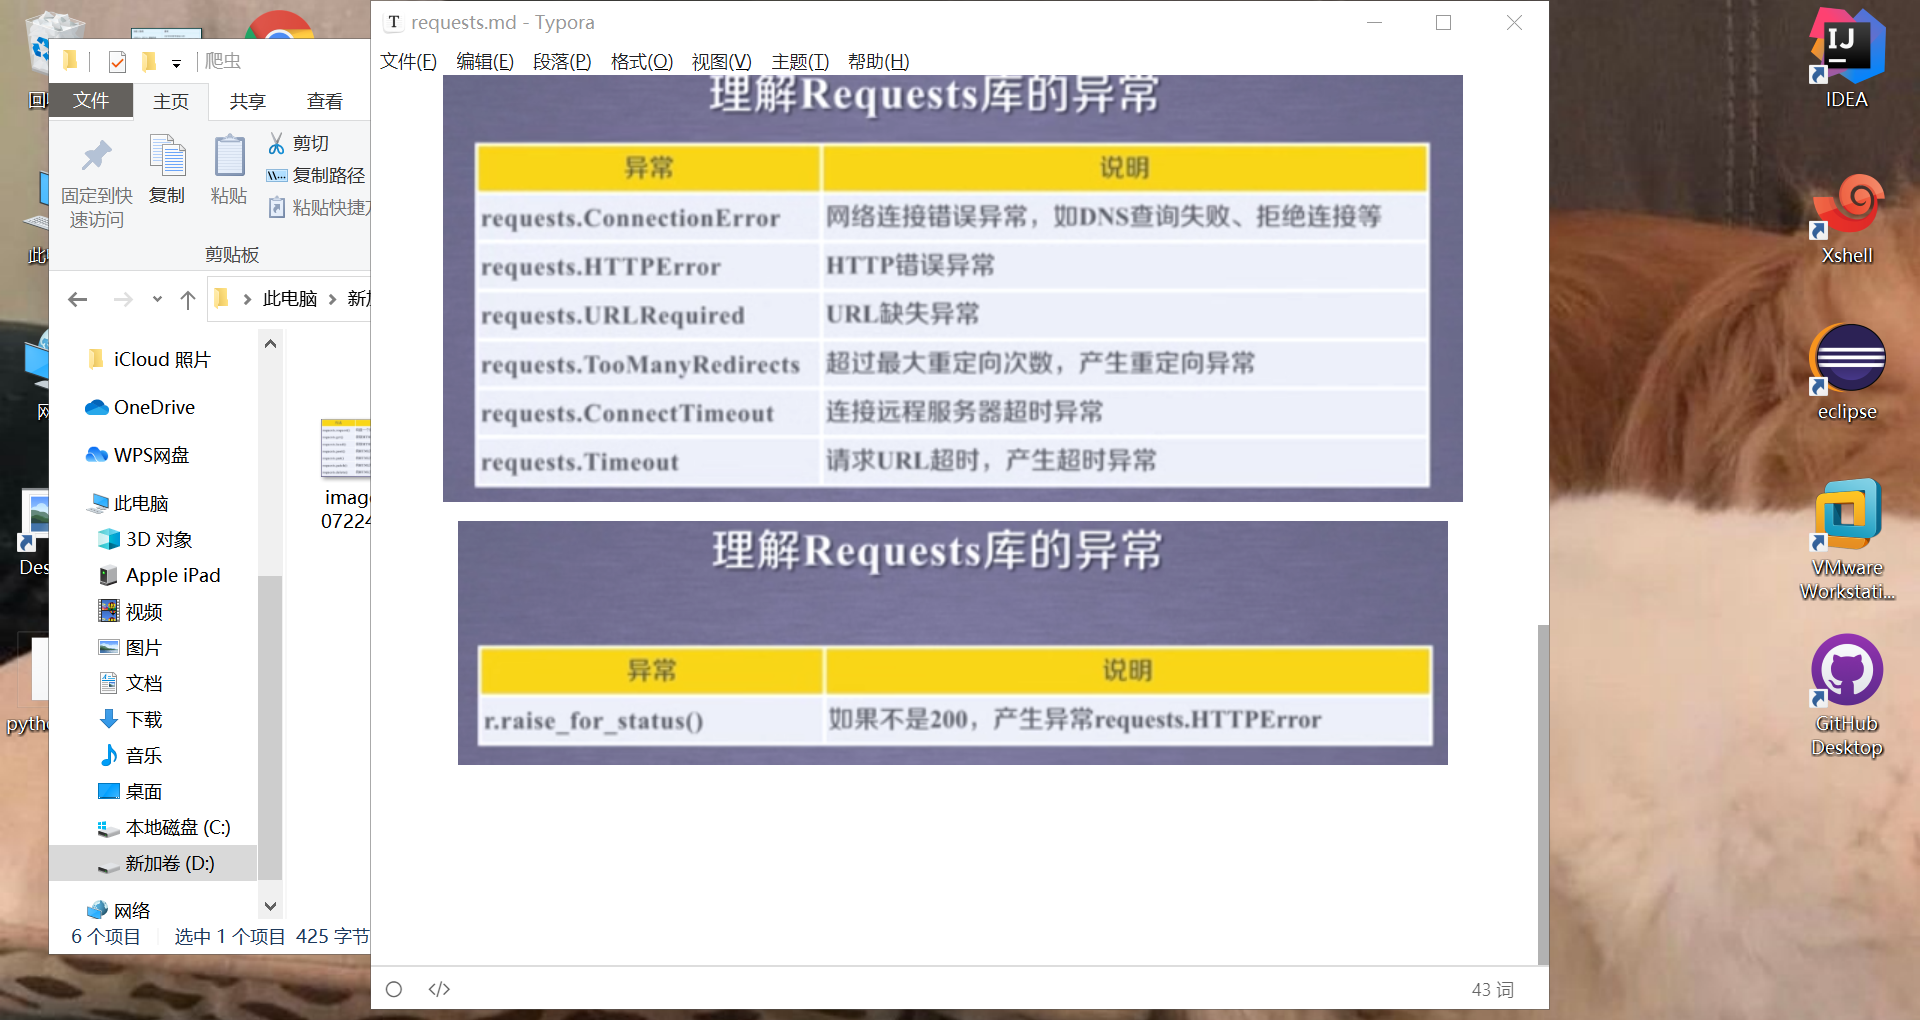 requests.md - Typora
文件(F) 编辑(E) 段落(P) 格式(O) 视图(V) 主题(T) 帮助(H)
理解Requests库的异常
异常 说明
requests.ConnectionError 网络连接错误异常，如DNS查询失败、拒绝连接等
requests.HTTPError HTTP错误异常
requests.URLRequired URL缺失异常
requests.TooManyRedirects 超过最大重定向次数，产生重定向异常
requests.ConnectTimeout 连接远程服务器超时异常
requests.Timeout 请求URL超时，产生超时异常
理解Requests库的异常
异常 说明
r.raise_for_status() 如果不是200，产生异常requests.HTTPError
</> 43 词
爬虫
文件 主页 共享 查看
固定到快
速访问
复制
粘贴
剪切
复制路径
粘贴快捷
剪贴板
此电脑 新加
iCloud 照片
OneDrive
WPS网盘
此电脑
3D 对象
Apple iPad
视频
图片
文档
下载
音乐
桌面
本地磁盘 (C:)
新加卷 (D:)
网络
imag
07224
6 个项目 选中 1 个项目 425 字节
回
此
网
Des
pyth
IJ
IDEA
Xshell
eclipse
VMware
Workstati...
GitHub
Desktop